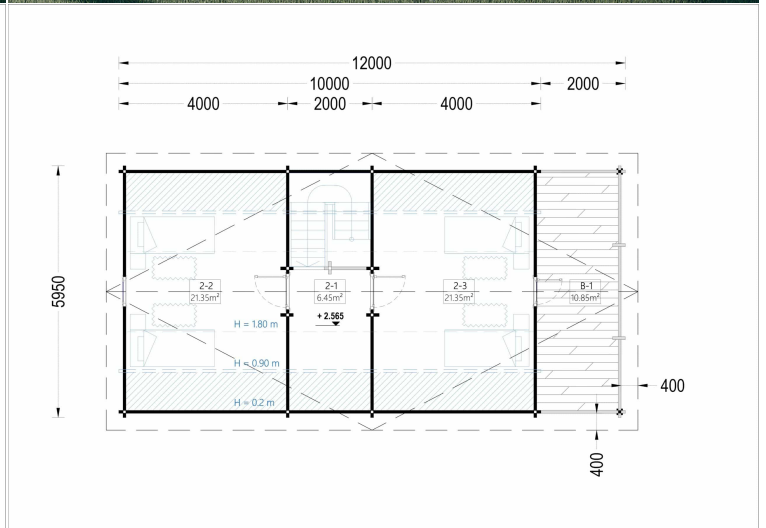 12000
10000 2000
4000 2000 4000
5950
2-2 2-1 2-3 B-1
21.35m² 6.45m² 21.35m² 10.85m²
+ 2.565
H = 1.80 m
H = 0.90 m
H = 0.2 m
400
400